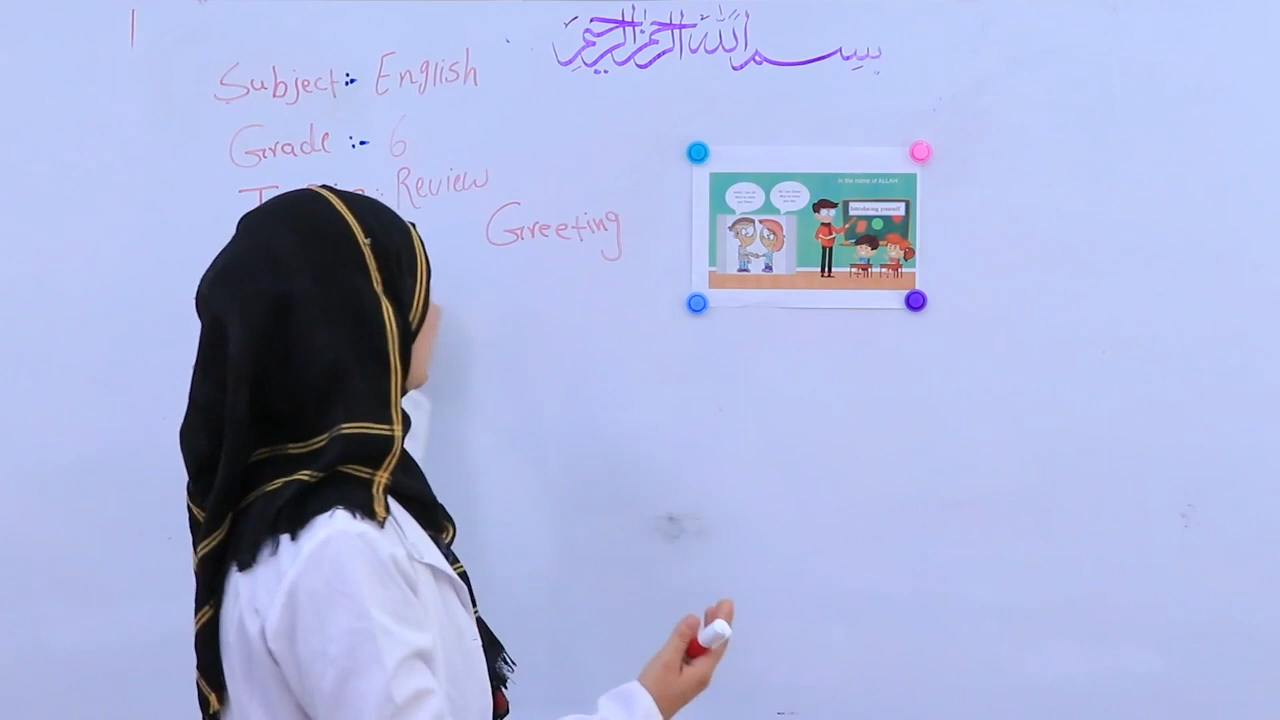 بسم الله الرحمن الرحيم
Subject:- English
Grade :- 6
: Review
Greeting
In the name of ALLAH
Introducing yourself